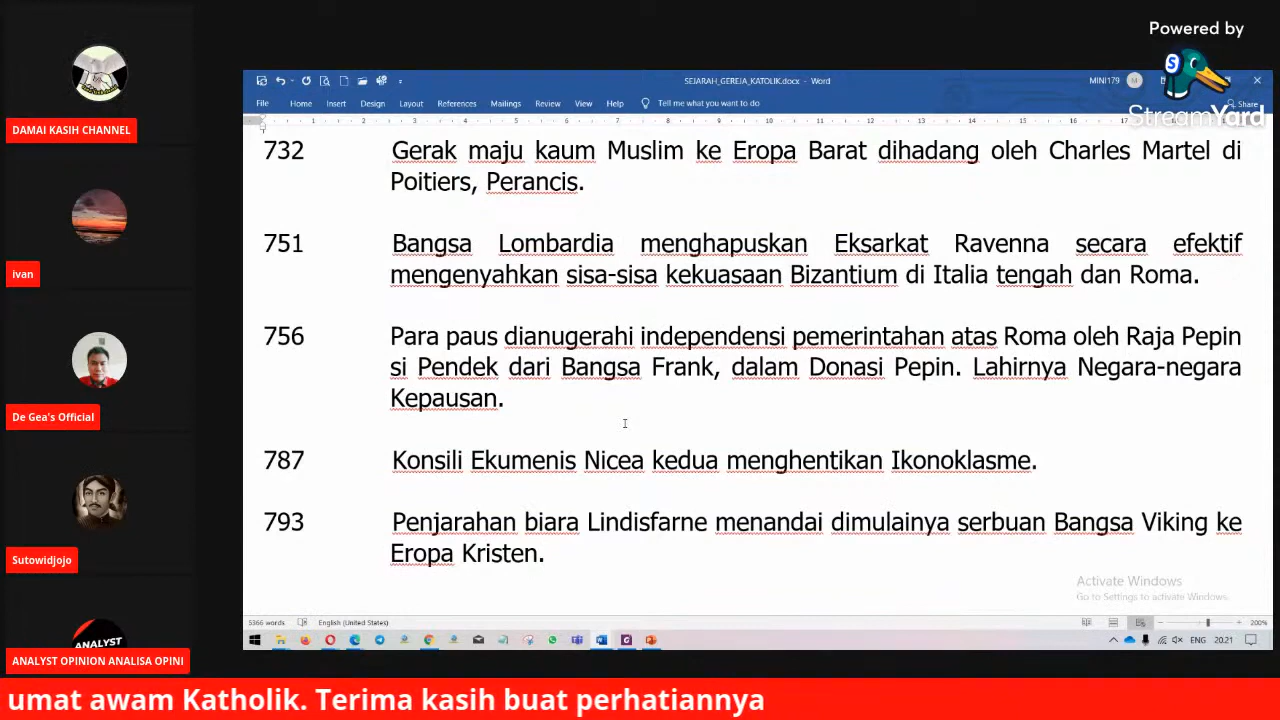 Powered by
StreamYard
DAMAI KASIH CHANNEL
ivan
De Gea's Official
Sutowidjojo
ANALYST
ANALYST OPINION ANALISA OPINI
SEJARAH_GEREJA_KATOLIK.docx - Word
MINI179
M
File Home Insert Design Layout References Mailings Review View Help Tell me what you want to do
Share
732 Gerak maju kaum Muslim ke Eropa Barat dihadang oleh Charles Martel di
Poitiers, Perancis.
751 Bangsa Lombardia menghapuskan Eksarkat Ravenna secara efektif
mengenyahkan sisa-sisa kekuasaan Bizantium di Italia tengah dan Roma.
756 Para paus dianugerahi independensi pemerintahan atas Roma oleh Raja Pepin
si Pendek dari Bangsa Frank, dalam Donasi Pepin. Lahirnya Negara-negara
Kepausan.
787 Konsili Ekumenis Nicea kedua menghentikan Ikonoklasme.
793 Penjarahan biara Lindisfarne menandai dimulainya serbuan Bangsa Viking ke
Eropa Kristen.
Activate Windows
Go to Settings to activate Windows.
5366 words English (United States) 200%
ENG 20.21
umat awam Katholik. Terima kasih buat perhatiannya